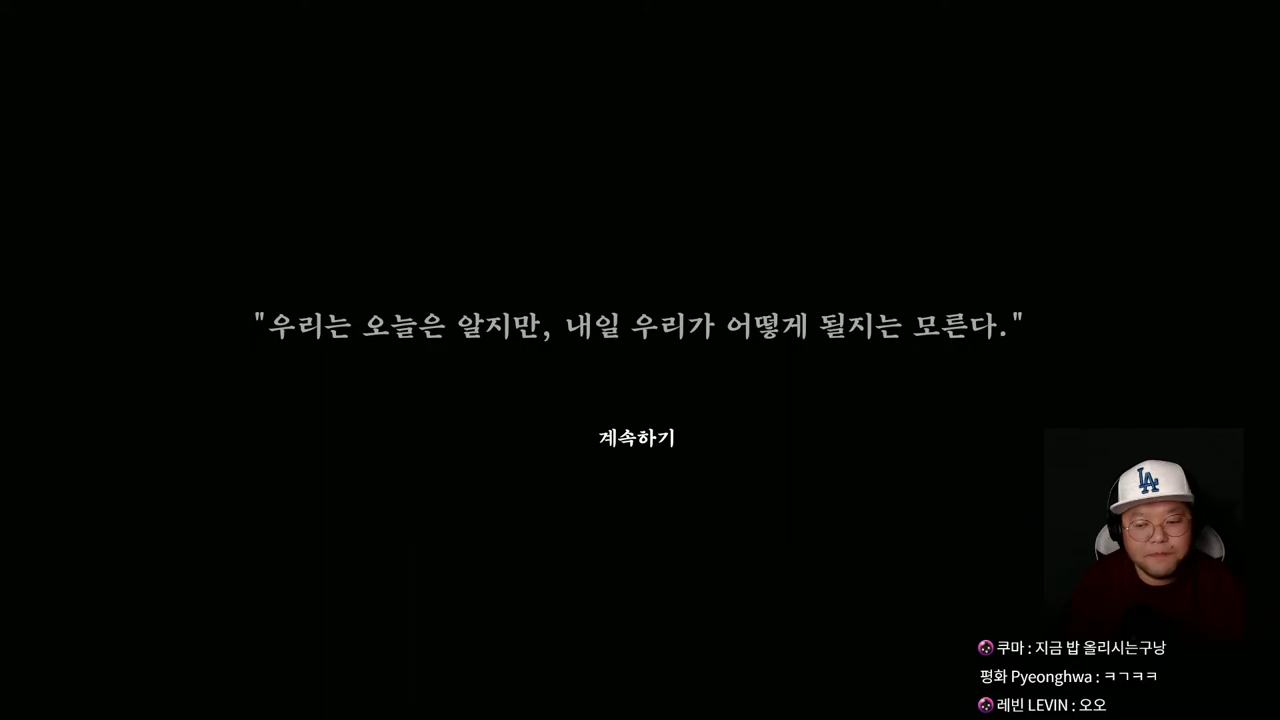 "우리는 오늘은 알지만, 내일 우리가 어떻게 될지는 모른다."
계속하기
LA
쿠마 : 지금 밥 올리시는구낭
평화 Pyeonghwa : ㅋㄱㅋㅋ
레빈 LEVIN : 오오